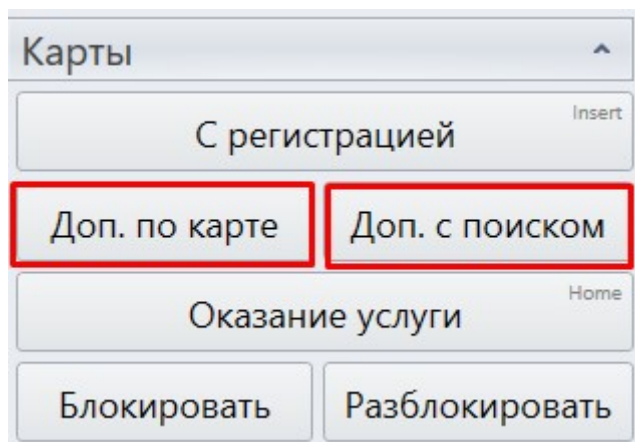 Карты
Insert
С регистрацией
Доп. по карте
Доп. с поиском
Home
Оказание услуги
Блокировать
Разблокировать